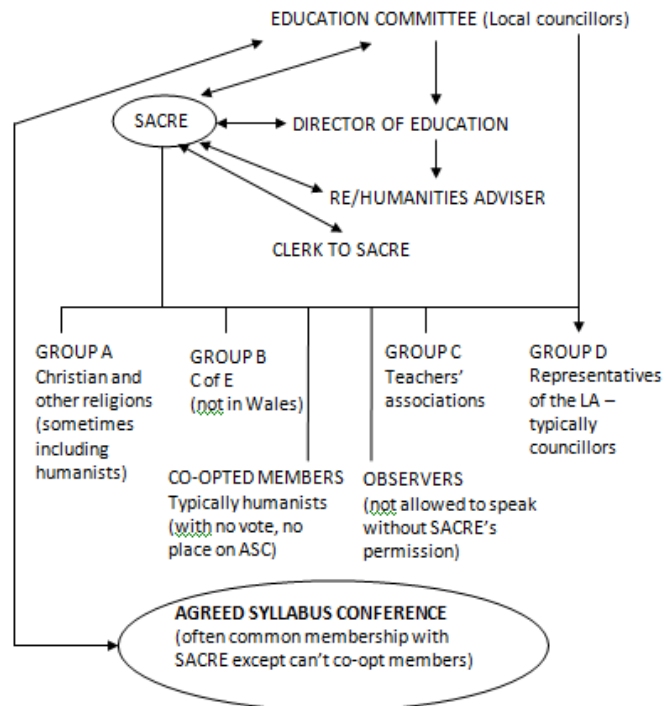 EDUCATION COMMITTEE (Local councillors)
SACRE
DIRECTOR OF EDUCATION
RE/HUMANITIES ADVISER
CLERK TO SACRE
GROUP A
Christian and
other religions
(sometimes
including
humanists)
GROUP B
C of E
(not in Wales)
GROUP C
Teachers’
associations
GROUP D
Representatives
of the LA –
typically
councillors
CO-OPTED MEMBERS
Typically humanists
(with no vote, no
place on ASC)
OBSERVERS
(not allowed to speak
without SACRE’s
permission)
AGREED SYLLABUS CONFERENCE
(often common membership with
SACRE except can’t co-opt members)